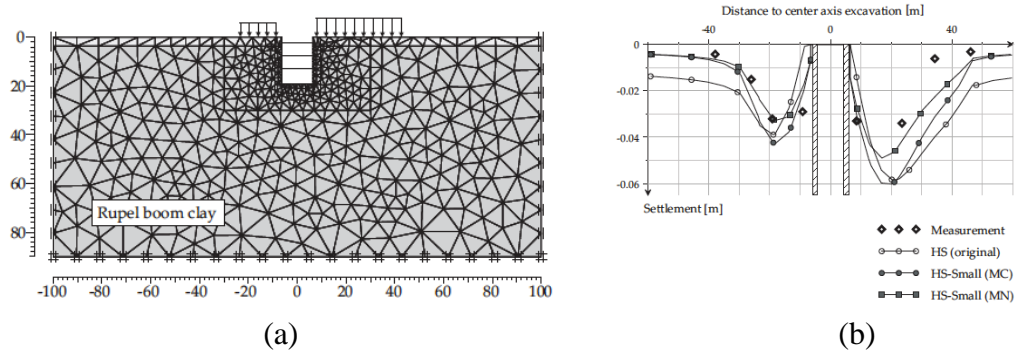 0
20
40
60
80
Rupel boom clay
-100 -80 -60 -40 -20 0 20 40 60 80 100
(a)
Distance to center axis excavation [m]
-40 0 40
0
-0.02
-0.04
-0.06
Settlement [m]
Measurement
HS (original)
HS-Small (MC)
HS-Small (MN)
(b)